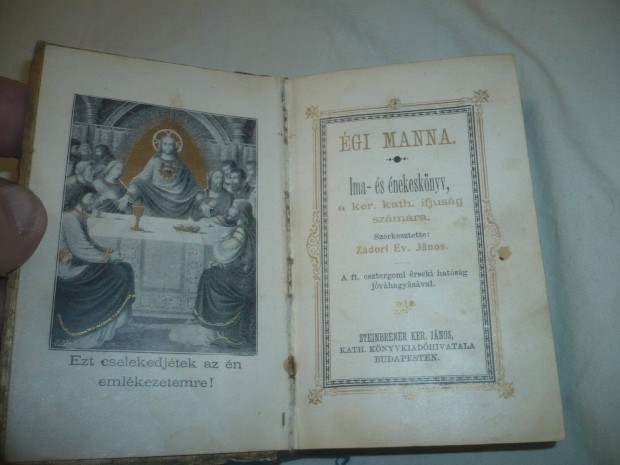 Ezt cselekedjétek az én
emlékezetemre!
ÉGI MANNA.
Ima- és énekeskönyv,
a ker. kath. ifjuság
számára.
Szerkesztette:
Zádori Ev. János.
A ft. esztergomi érseki hatóság
jóváhagyásával.
STEINBRENER KER. JÁNOS,
KATH. KÖNYVKIADÓHIVATALA
BUDAPESTEN.